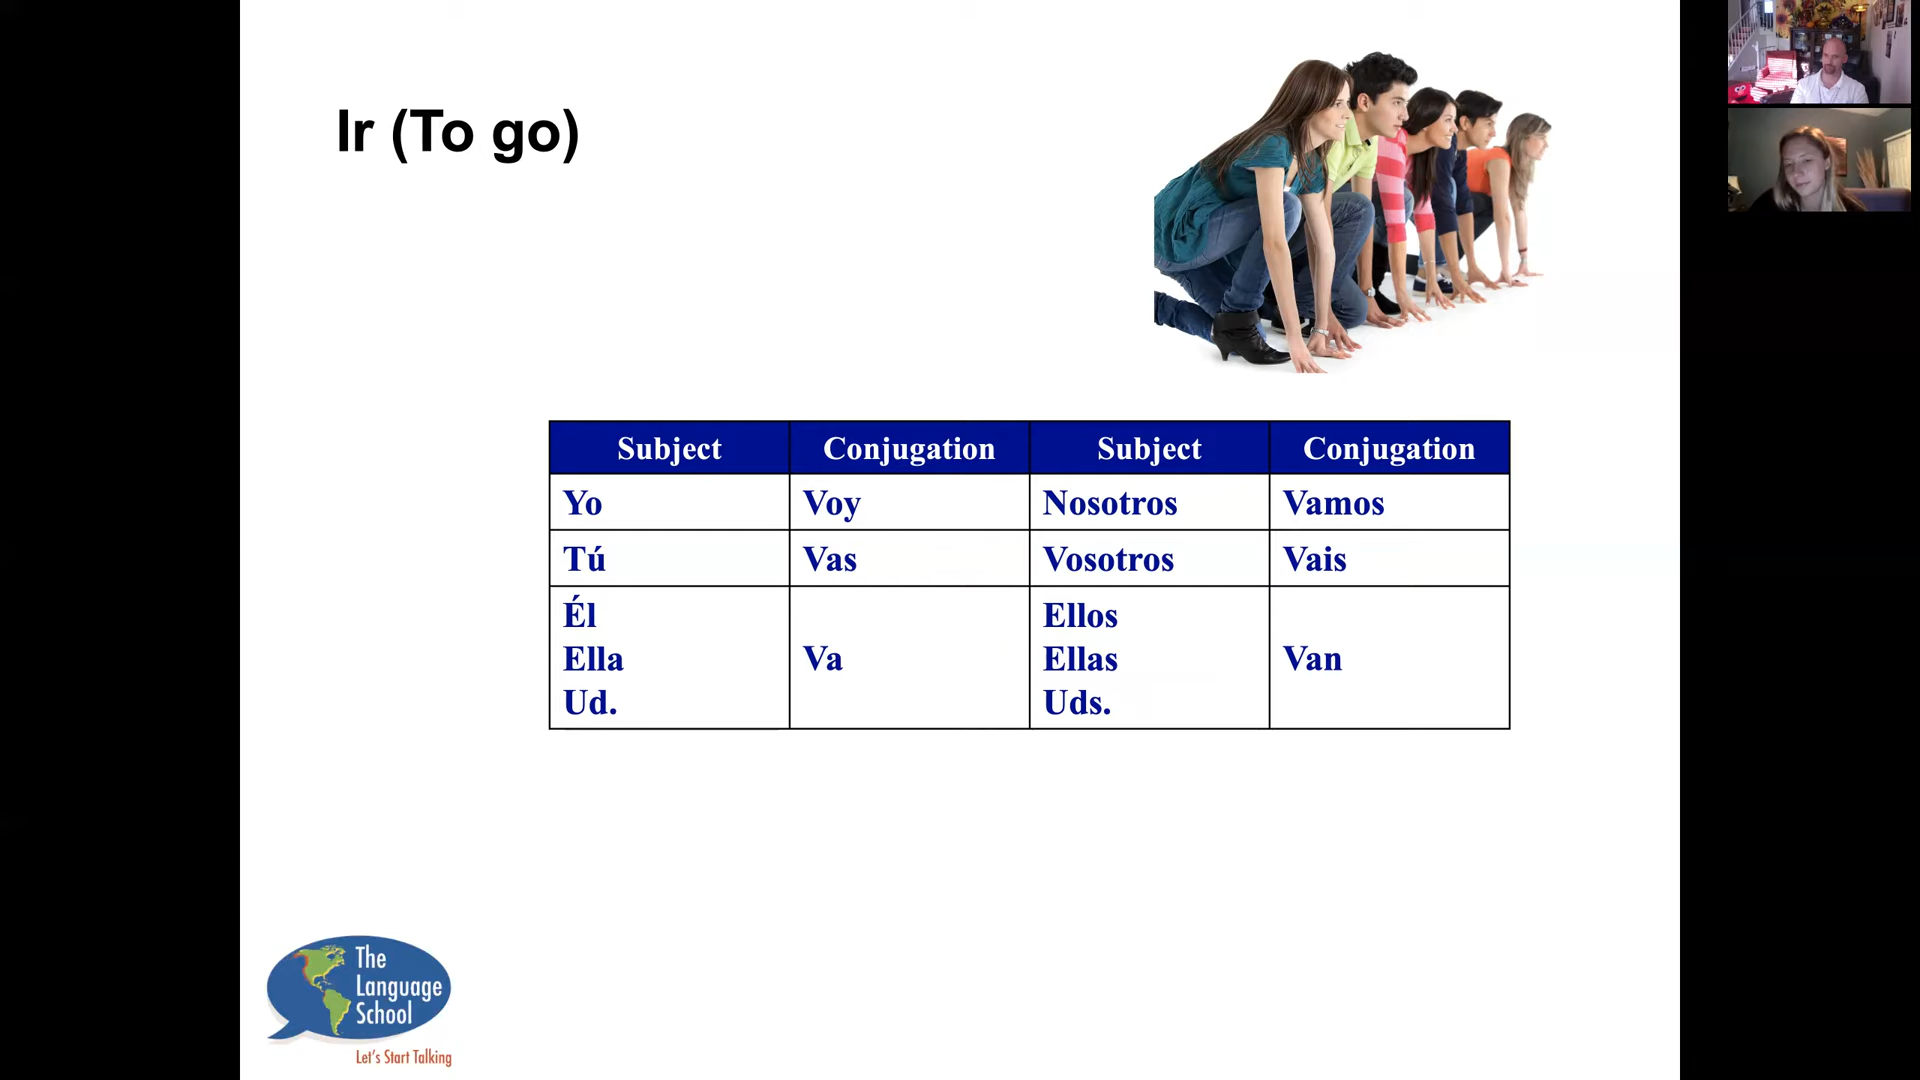 Ir (To go)
Subject Conjugation Subject Conjugation
Yo Voy Nosotros Vamos
Tú Vas Vosotros Vais
Él
Ella
Ud.
Va
Ellos
Ellas
Uds.
Van
The
Language
School
Let's Start Talking